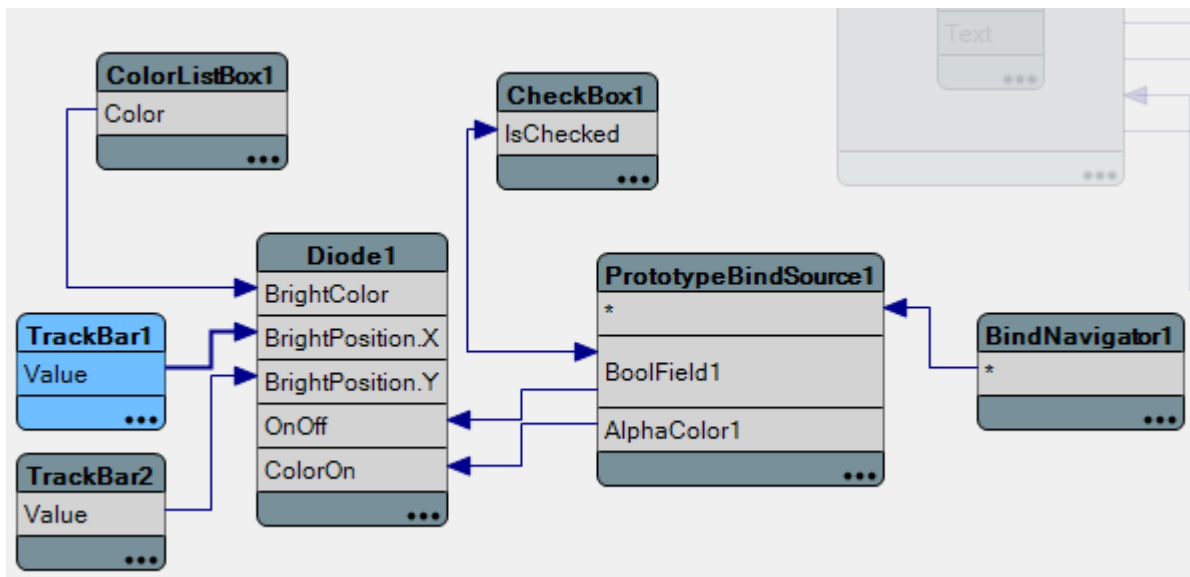 Text
•••
•••
ColorListBox1
Color
•••
CheckBox1
IsChecked
•••
Diode1
BrightColor
BrightPosition.X
BrightPosition.Y
OnOff
ColorOn
•••
PrototypeBindSource1
*
BoolField1
AlphaColor1
•••
BindNavigator1
*
•••
TrackBar1
Value
•••
TrackBar2
Value
•••